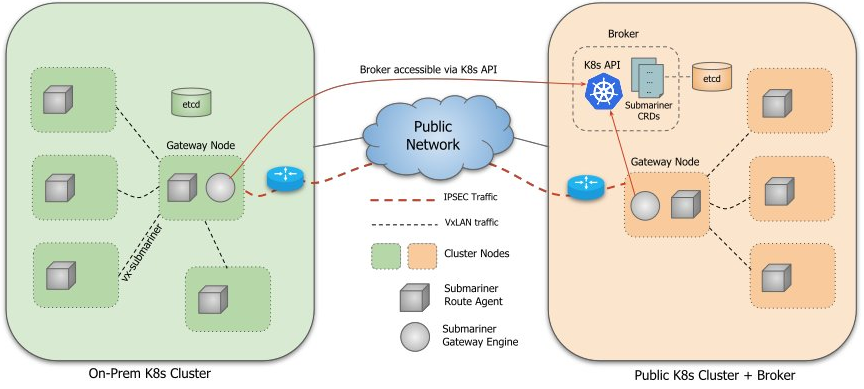 Broker
Broker accessible via K8s API
K8s API
etcd
etcd
...
...
...
Submariner
CRDs
Public
Network
Gateway Node
Gateway Node
vx-submariner
IPSEC Traffic
VxLAN traffic
Cluster Nodes
Submariner
Route Agent
Submariner
Gateway Engine
On-Prem K8s Cluster
Public K8s Cluster + Broker